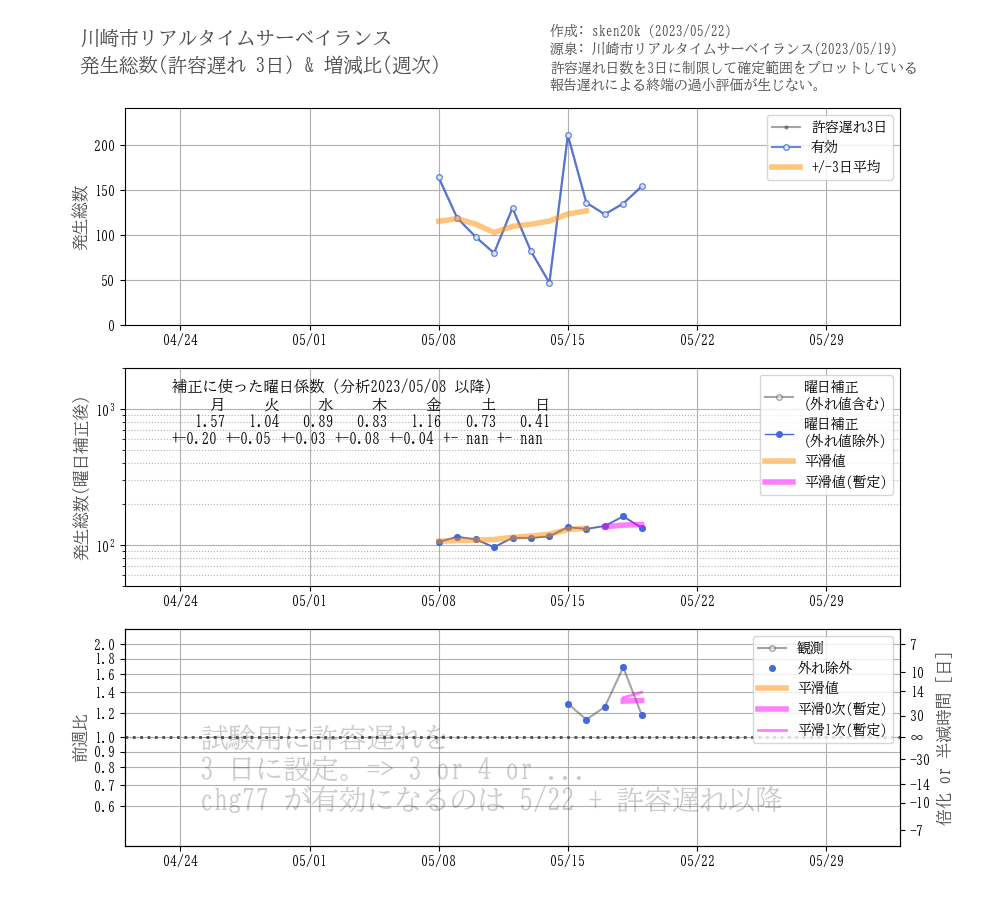 川崎市リアルタイムサーベイランス
発生総数(許容遅れ 3日) & 増減比(週次)
作成: sken20k (2023/05/22)
源泉: 川崎市リアルタイムサーベイランス(2023/05/19)
許容遅れ日数を3日に制限して確定範囲をプロットしている
報告遅れによる終端の過小評価が生じない。
発生総数
200
150
100
50
0
許容遅れ3日
有効
+/-3日平均
04/24 05/01 05/08 05/15 05/22 05/29
発生総数(曜日補正後)
10³
10²
補正に使った曜日係数 (分析2023/05/08 以降)
月 火 水 木 金 土 日
1.57 1.04 0.89 0.83 1.16 0.73 0.41
+-0.20 +-0.05 +-0.03 +-0.08 +-0.04 +- nan +- nan
曜日補正
(外れ値含む)
曜日補正
(外れ値除外)
平滑値
平滑値(暫定)
04/24 05/01 05/08 05/15 05/22 05/29
前週比
2.0
1.8
1.6
1.4
1.2
1.0
0.9
0.8
0.7
0.6
観測
外れ除外
平滑値
平滑0次(暫定)
平滑1次(暫定)
試験用に許容遅れを
3 日に設定。=> 3 or 4 or ...
chg77 が有効になるのは 5/22 + 許容遅れ以降
7
10
14
30
∞
-30
-14
-10
-7
倍化 or 半減時間 [日]
04/24 05/01 05/08 05/15 05/22 05/29